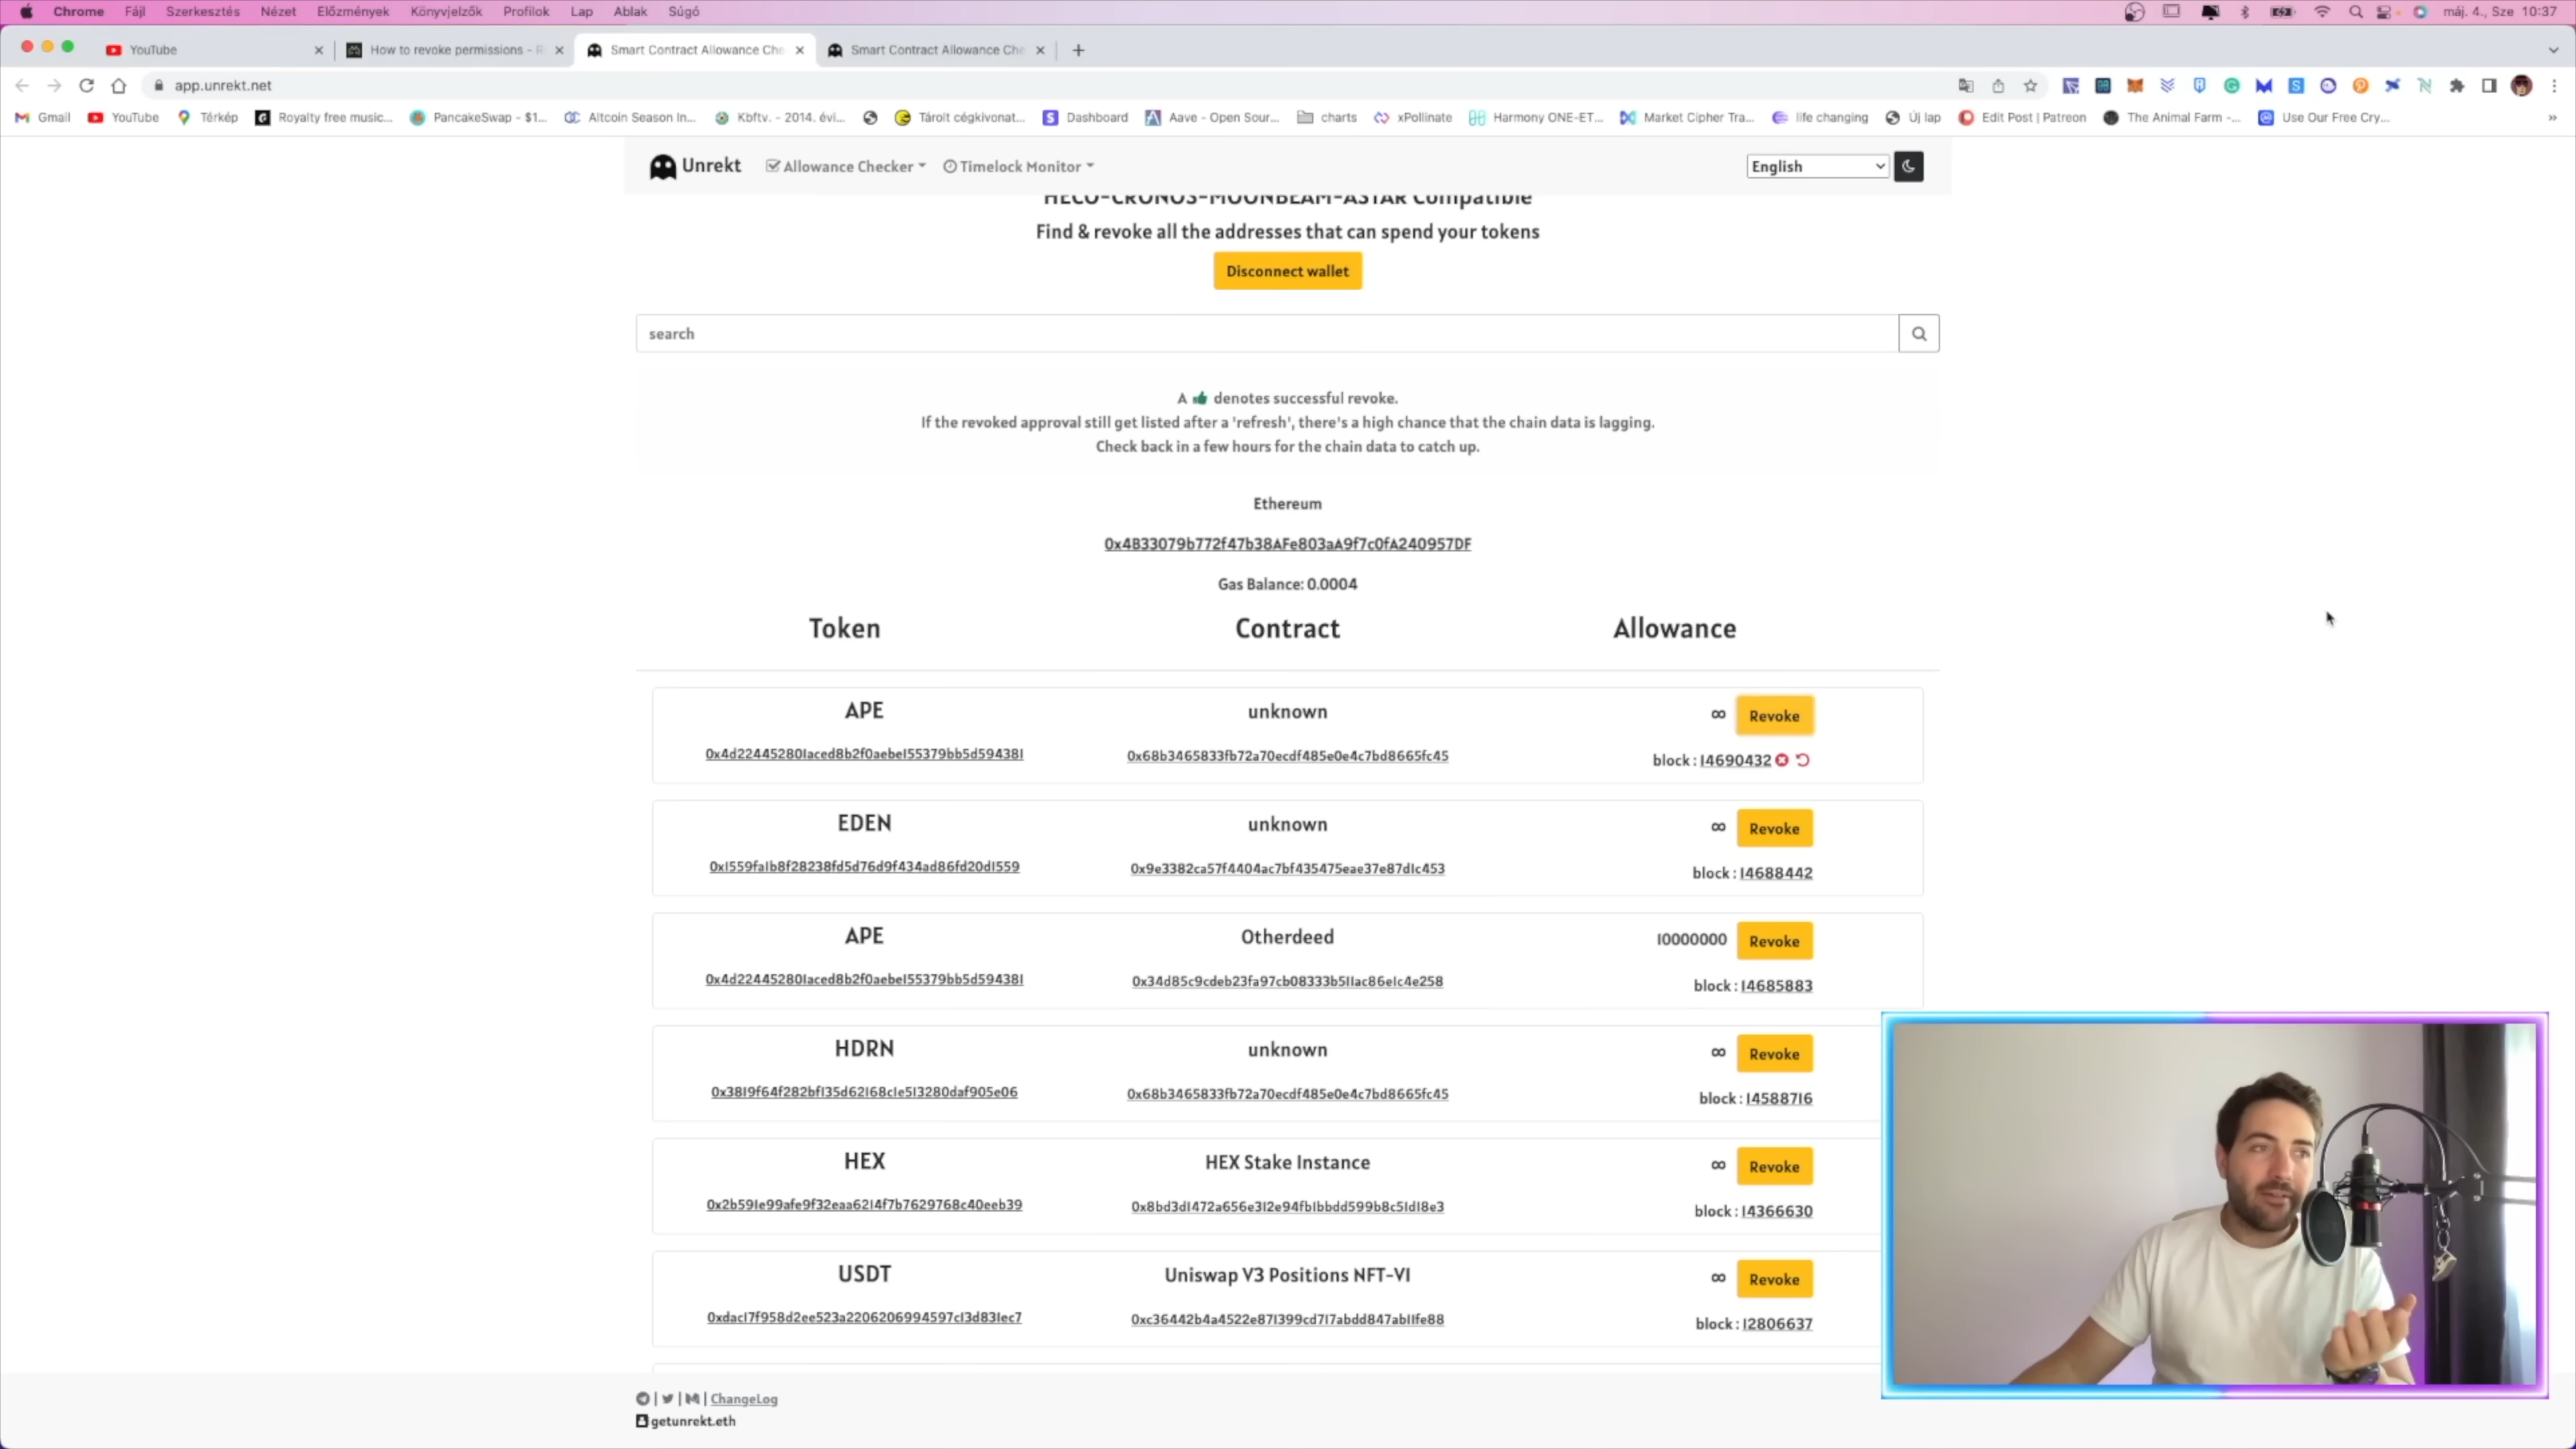 Chrome Fájl Szerkesztés Nézet Előzmények Könyvjelzők Profilok Lap Ablak Súgó máj. 4., Sze 10:37
YouTube How to revoke permissions - R Smart Contract Allowance Che Smart Contract Allowance Che
app.unrekt.net
Gmail YouTube Térkép Royalty free music... PancakeSwap - $1... Altcoin Season In... Kbftv. - 2014. évi... Tárolt cégkivonat... Dashboard Aave - Open Sour... charts xPollinate Harmony ONE-ET... Market Cipher Tra... life changing Új lap Edit Post | Patreon The Animal Farm -... Use Our Free Cry... »
Unrekt Allowance Checker Timelock Monitor English
HECO-CRONOS-MOONBEAM-ASTAR Compatible
Find & revoke all the addresses that can spend your tokens
Disconnect wallet
search
A denotes successful revoke.
If the revoked approval still get listed after a 'refresh', there's a high chance that the chain data is lagging.
Check back in a few hours for the chain data to catch up.
Ethereum
0x4B33079b772f47b38AFe803aA9f7c0fA240957DF
Gas Balance: 0.0004
Token Contract Allowance
APE unknown ∞ Revoke
0x4d224452801aced8b2f0aebe155379bb5d594381 0x68b3465833fb72a70ecdf485e0e4c7bd8665fc45 block : 14690432
EDEN unknown ∞ Revoke
0x1559fa1b8f28238fd5d76d9f434ad86fd20d1559 0x9e3382ca57f4404ac7bf435475eae37e87d1c453 block : 14688442
APE Otherdeed 10000000 Revoke
0x4d224452801aced8b2f0aebe155379bb5d594381 0x34d85c9cdeb23fa97cb08333b511ac86e1c4e258 block : 14685883
HDRN unknown ∞ Revoke
0x3819f64f282bf135d62168c1e513280daf905e06 0x68b3465833fb72a70ecdf485e0e4c7bd8665fc45 block : 14588716
HEX HEX Stake Instance ∞ Revoke
0x2b591e99afe9f32eaa6214f7b7629768c40eeb39 0x8bd3d1472a656e312e94fb1bbdd599b8c51d18e3 block : 14366630
USDT Uniswap V3 Positions NFT-V1 ∞ Revoke
0xdac17f958d2ee523a2206206994597c13d831ec7 0xc36442b4a4522e871399cd717abdd847ab11fe88 block : 12806637
| | | ChangeLog
getunrekt.eth